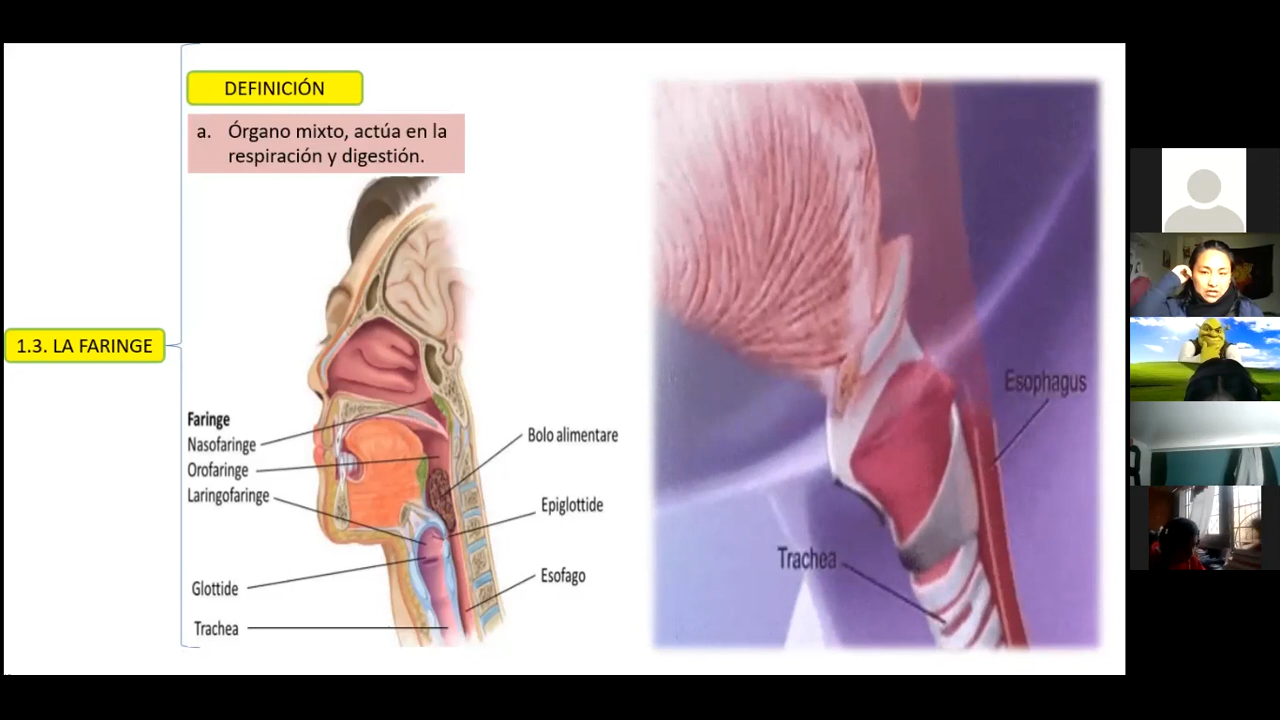 DEFINICIÓN
a. Órgano mixto, actúa en la
respiración y digestión.
1.3. LA FARINGE
Faringe
Nasofaringe
Orofaringe
Laringofaringe
Glottide
Trachea
Bolo alimentare
Epiglottide
Esofago
Esophagus
Trachea